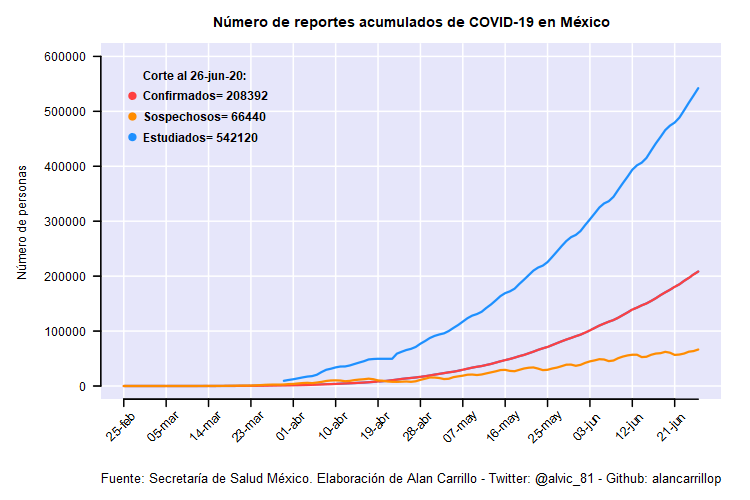 Número de reportes acumulados de COVID-19 en México
Número de personas
600000
500000
400000
300000
200000
100000
0
Corte al 26-jun-20:
Confirmados= 208392
Sospechosos= 66440
Estudiados= 542120
25-feb
05-mar
14-mar
23-mar
01-abr
10-abr
19-abr
28-abr
07-may
16-may
25-may
03-jun
12-jun
21-jun
Fuente: Secretaría de Salud México. Elaboración de Alan Carrillo - Twitter: @alvic_81 - Github: alancarrillop